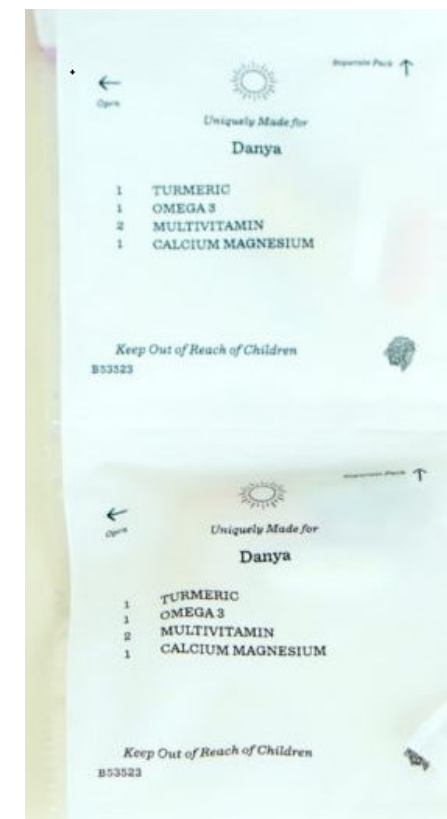 Separate Pack ↑
←
Open
Uniquely Made for
Danya
1 TURMERIC
1 OMEGA 3
2 MULTIVITAMIN
1 CALCIUM MAGNESIUM
Keep Out of Reach of Children
B53523
Separate Pack ↑
←
Open
Uniquely Made for
Danya
1 TURMERIC
1 OMEGA 3
2 MULTIVITAMIN
1 CALCIUM MAGNESIUM
Keep Out of Reach of Children
B53523